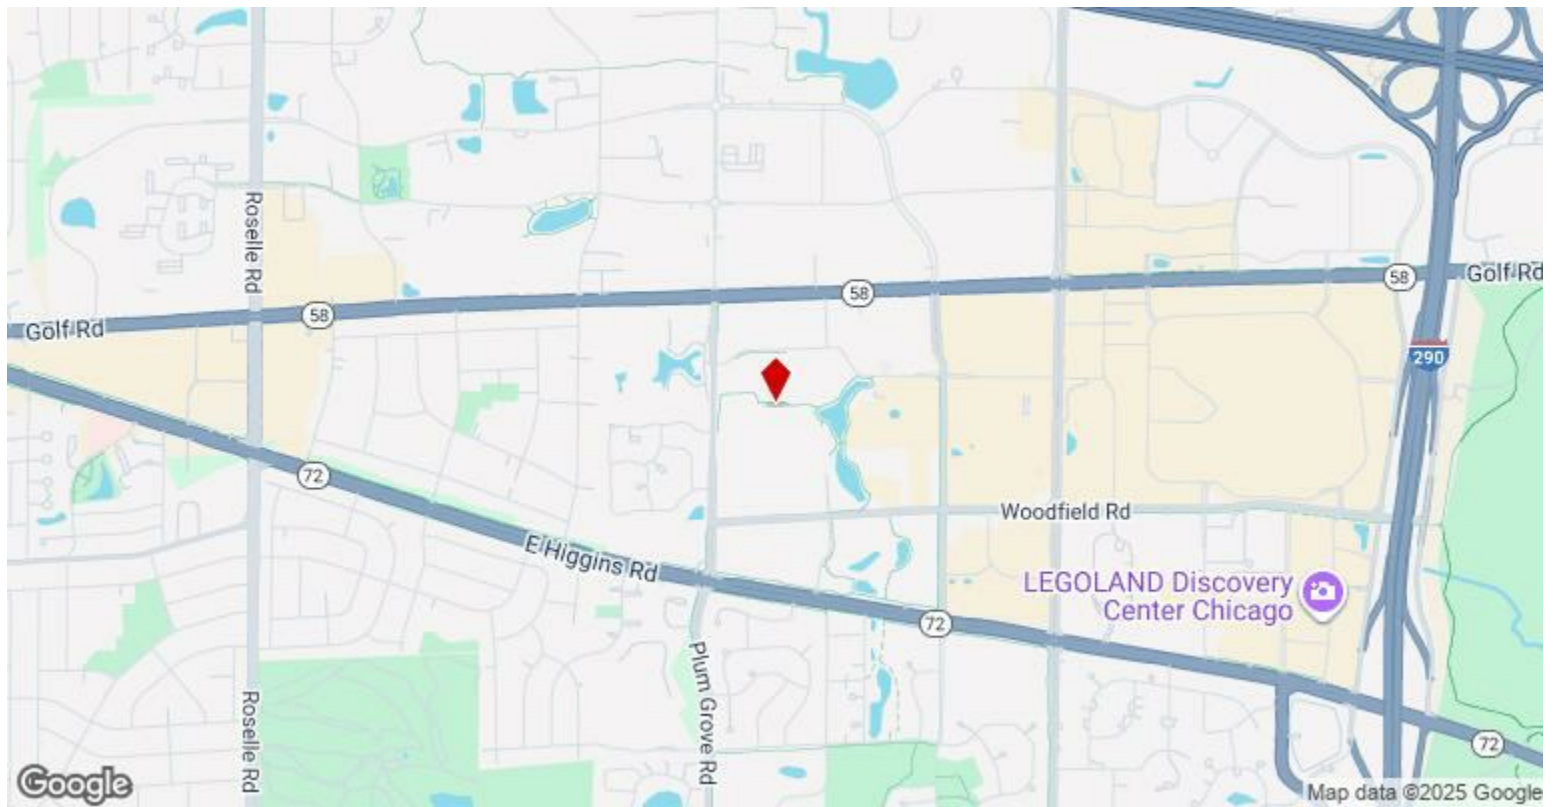 Roselle Rd
Golf Rd
58
58
58
Golf Rd
290
72
E Higgins Rd
Woodfield Rd
LEGOLAND Discovery
Center Chicago
72
Plum Grove Rd
Roselle Rd
72
Google
Map data ©2025 Google